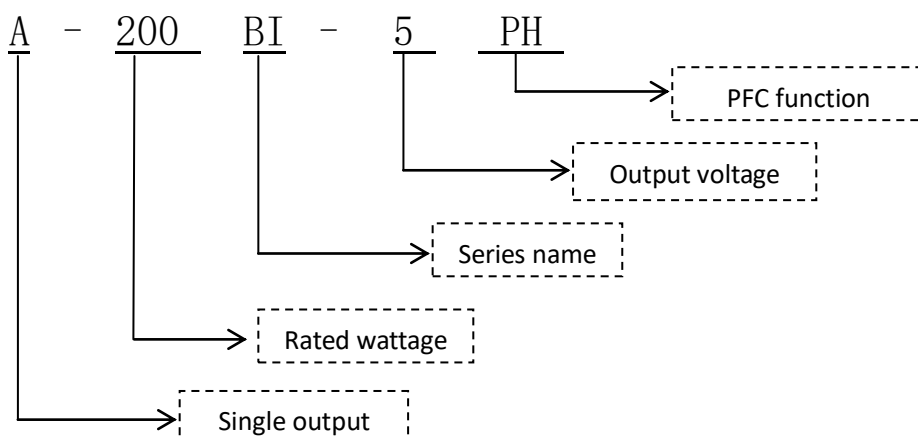 A - 200 BI - 5 PH
PFC function
Output voltage
Series name
Rated wattage
Single output